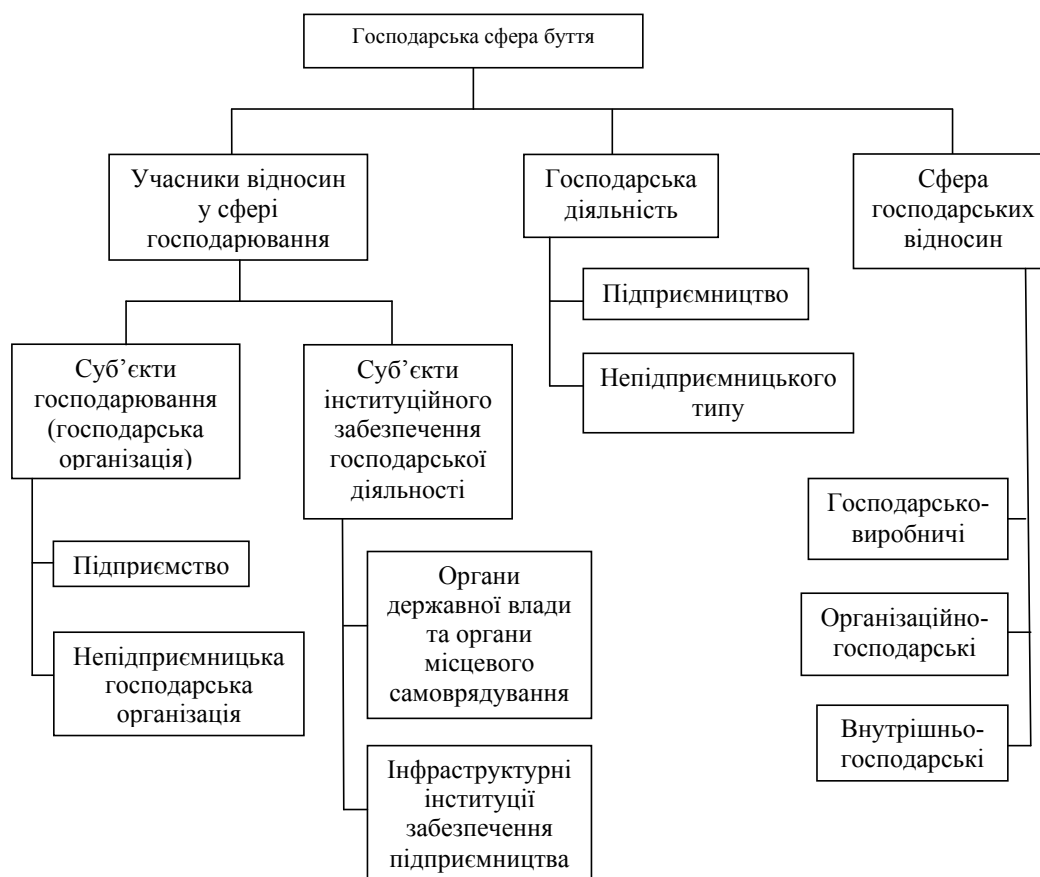 Господарська сфера буття
Учасники відносин
у сфері
господарювання
Господарська
діяльність
Сфера
господарських
відносин
Підприємництво
Непідприємницького
типу
Суб’єкти
господарювання
(господарська
організація)
Суб’єкти
інституційного
забезпечення
господарської
діяльності
Підприємство
Непідприємницька
господарська
організація
Органи
державної влади
та органи
місцевого
самоврядування
Інфраструктурні
інституції
забезпечення
підприємництва
Господарсько-
виробничі
Організаційно-
господарські
Внутрішньо-
господарські